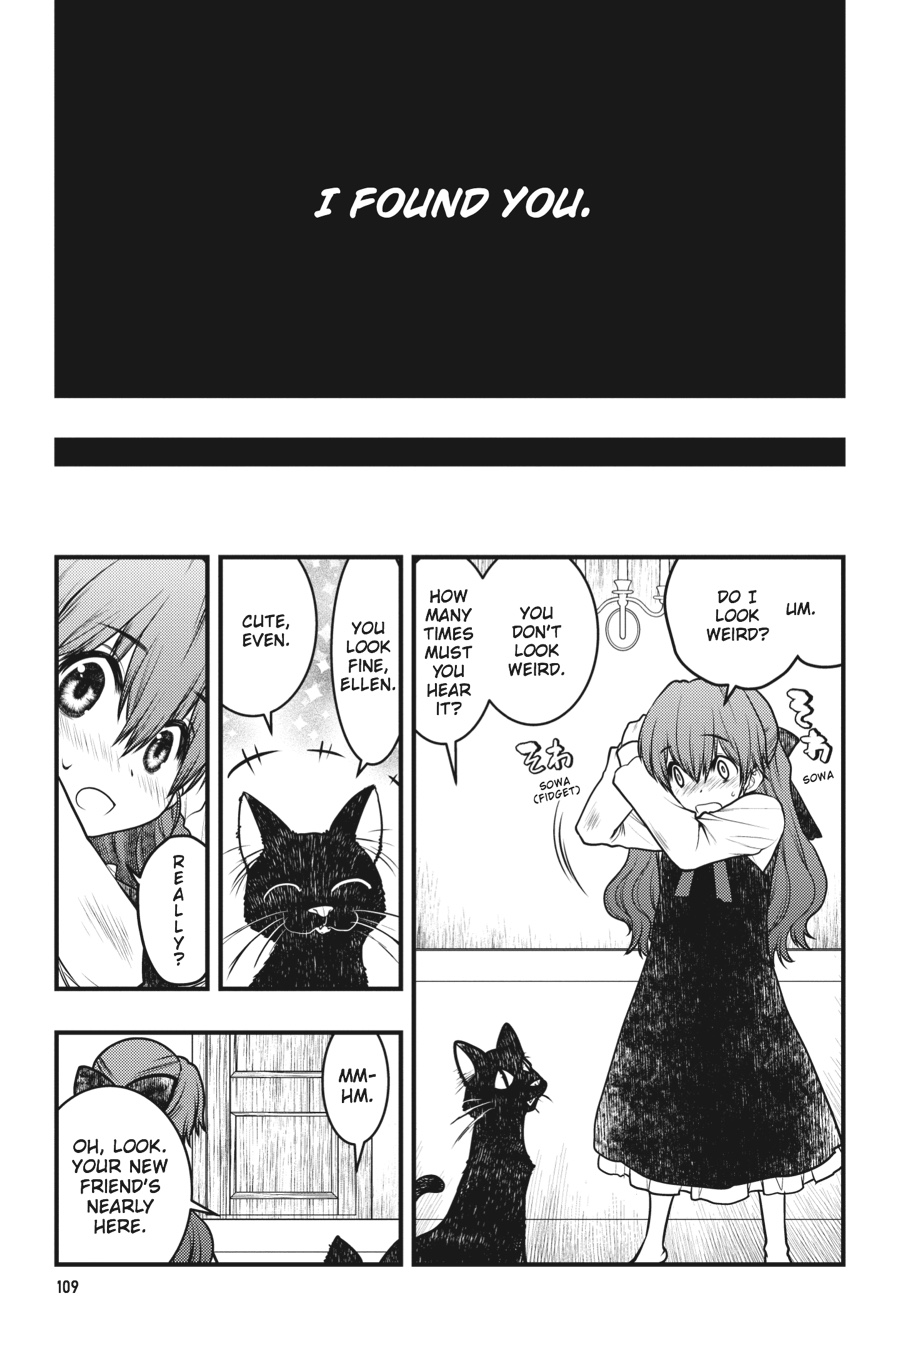 I FOUND YOU.
UM.
DO I
LOOK
WEIRD?
そわ
SOWA
そわ
SOWA
(FIDGET)
YOU
DON'T
LOOK
WEIRD.
HOW
MANY
TIMES
MUST
YOU
HEAR
IT?
YOU
LOOK
FINE,
ELLEN.
CUTE,
EVEN.
REALLY?
MM-
HM.
OH, LOOK.
YOUR NEW
FRIEND'S
NEARLY
HERE.
109